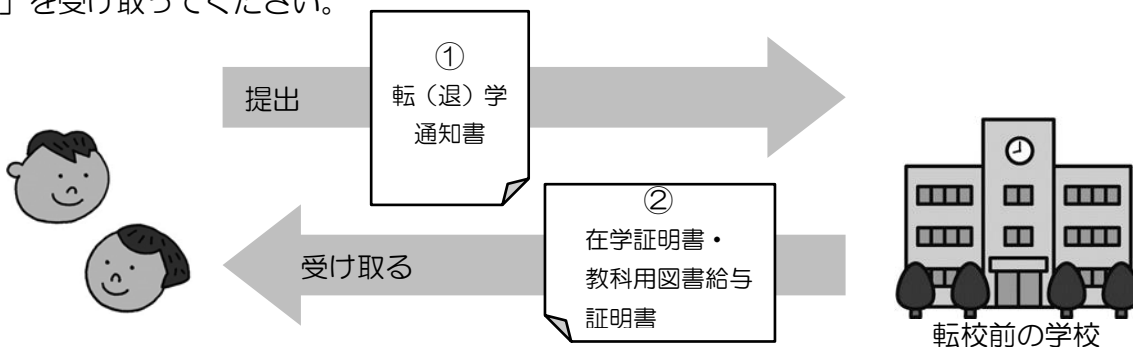 」を受け取ってください。
①
提出
転（退）学
通知書
②
在学証明書・
教科用図書給与
証明書
受け取る
転校前の学校